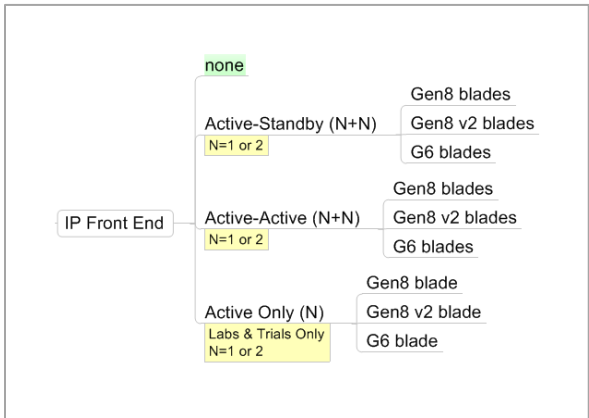 none
Gen8 blades
Active-Standby (N+N)
Gen8 v2 blades
N=1 or 2
G6 blades
Gen8 blades
IP Front End
Active-Active (N+N)
Gen8 v2 blades
N=1 or 2
G6 blades
Gen8 blade
Active Only (N)
Gen8 v2 blade
Labs & Trials Only
N=1 or 2
G6 blade